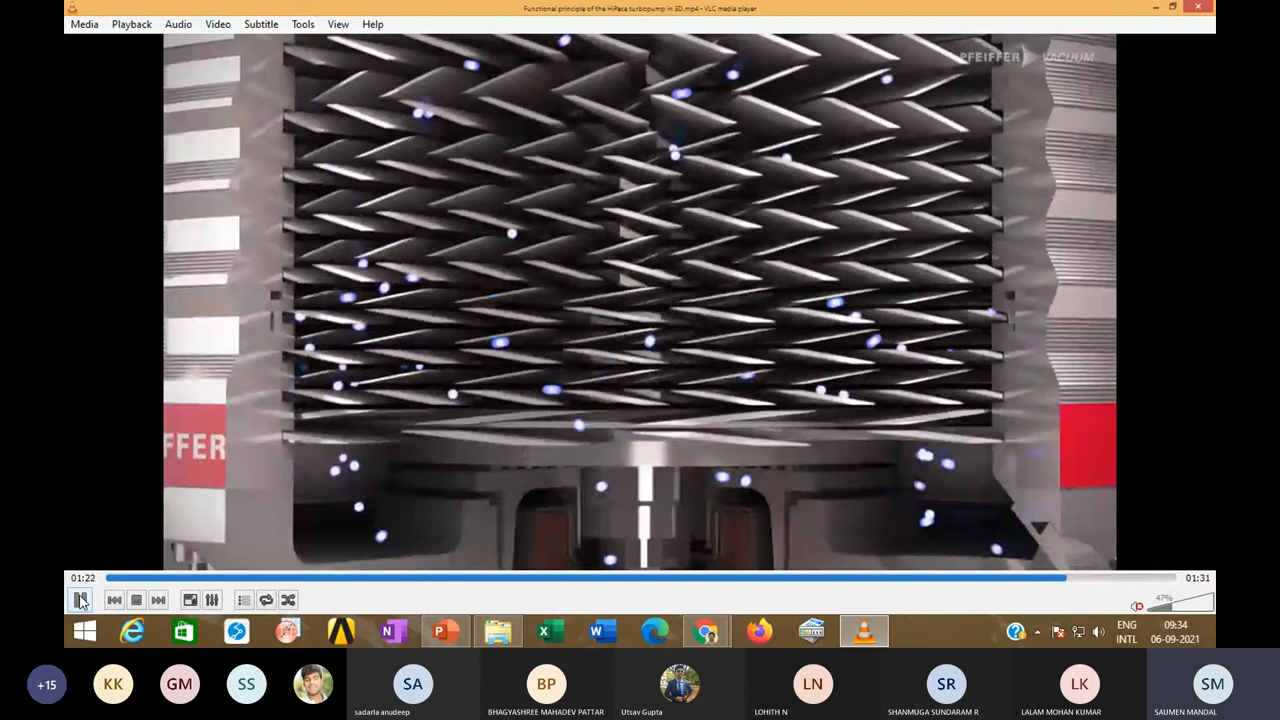 Functional principle of the HiPace turbopump in 3D.mp4 - VLC media player
Media Playback Audio Video Subtitle Tools View Help
PFEIFFER VACUUM
FFER
01:22
01:31
47%
ENG
INTL
09:34
06-09-2021
+15
KK
GM
SS
SA
BP
LN
SR
LK
SM
sadarla anudeep
BHAGYASHREE MAHADEV PATTAR
Utsav Gupta
LOHITH N
SHANMUGA SUNDARAM R
LALAM MOHAN KUMAR
SAUMEN MANDAL